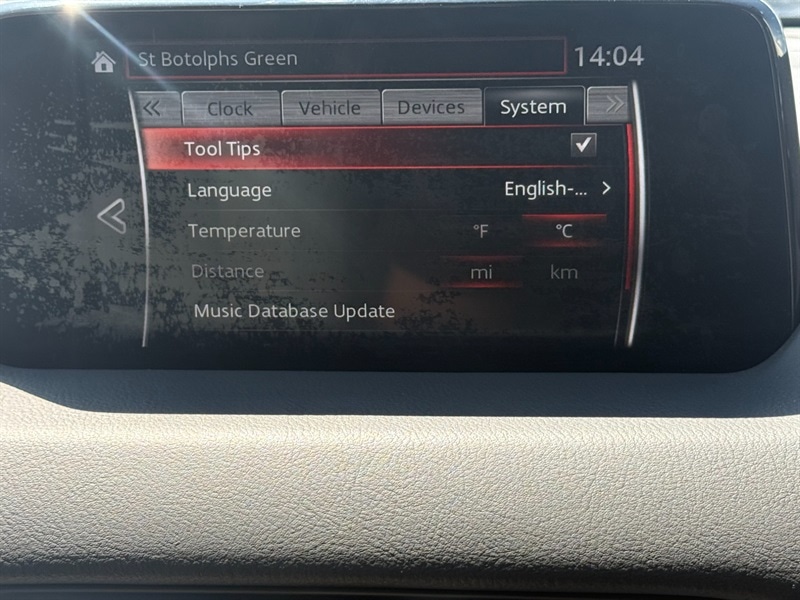 St Botolphs Green 14:04
Clock Vehicle Devices System
Tool Tips
Language English-...
Temperature °F °C
Distance mi km
Music Database Update